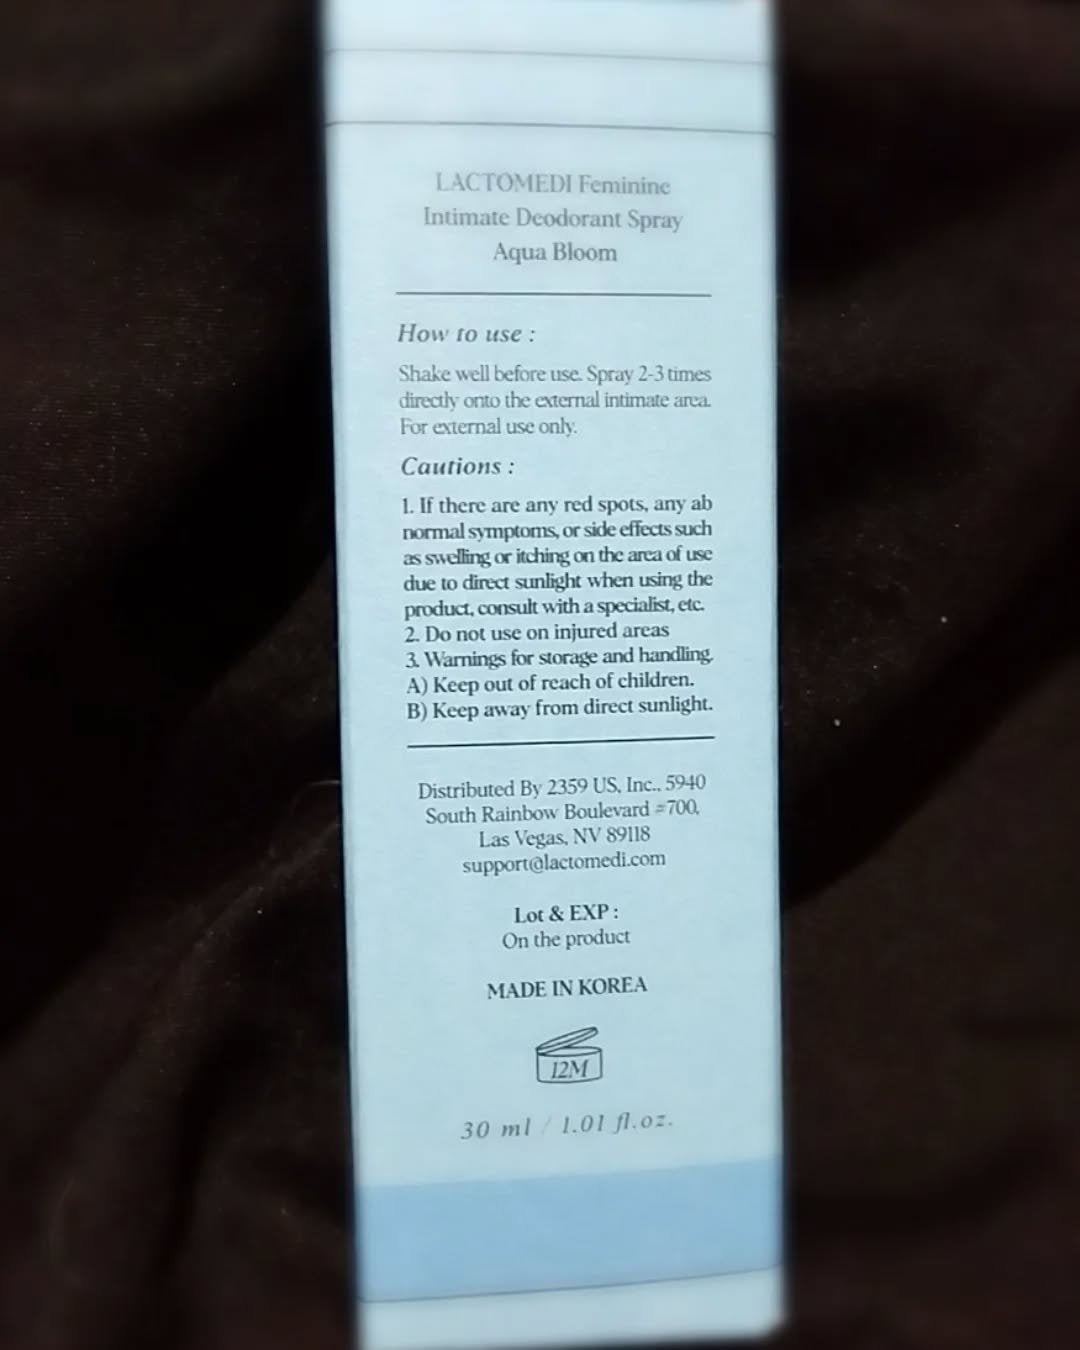 LACTOMEDI Feminine
Intimate Deodorant Spray
Aqua Bloom
How to use :
Shake well before use. Spray 2-3 times
directly onto the external intimate area.
For external use only.
Cautions :
1. If there are any red spots, any ab
normal symptoms, or side effects such
as swelling or itching on the area of use
due to direct sunlight when using the
product, consult with a specialist, etc.
2. Do not use on injured areas
3. Warnings for storage and handling.
A) Keep out of reach of children.
B) Keep away from direct sunlight.
Distributed By 2359 US, Inc., 5940
South Rainbow Boulevard #700,
Las Vegas, NV 89118
support@lactomedi.com
Lot & EXP :
On the product
MADE IN KOREA
12M
30 ml / 1.01 fl.oz.